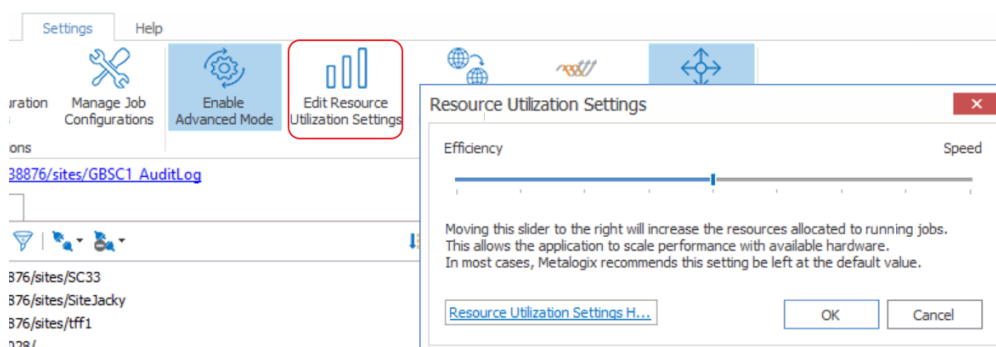 Settings Help
Manage Job
Configurations
Enable
Advanced Mode
Edit Resource
Utilization Settings
Resource Utilization Settings
38876/sites/GBSC1_AuditLog
Efficiency Speed
Moving this slider to the right will increase the resources allocated to running jobs.
This allows the application to scale performance with available hardware.
In most cases, Metalogix recommends this setting be left at the default value.
876/sites/SC33
876/sites/SiteJacky
876/sites/tff1
Resource Utilization Settings H...
OK Cancel